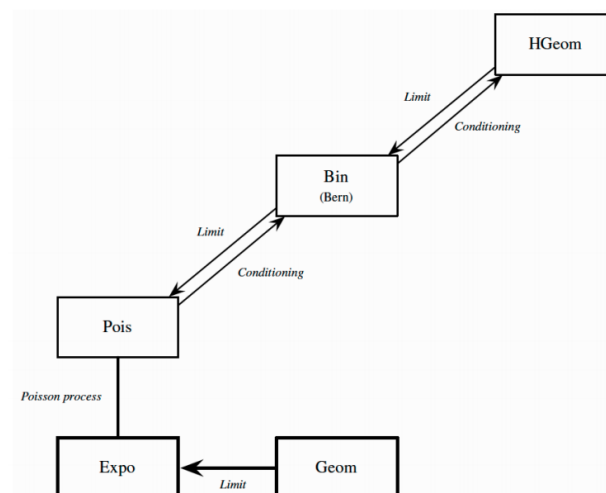 HGeom
Limit
Conditioning
Bin
(Bern)
Limit
Conditioning
Pois
Poisson process
Expo
Geom
Limit